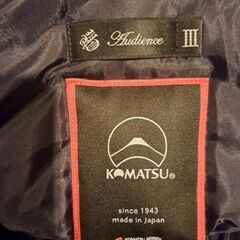 Audience III
KOMATSU®
since 1943
made in Japan